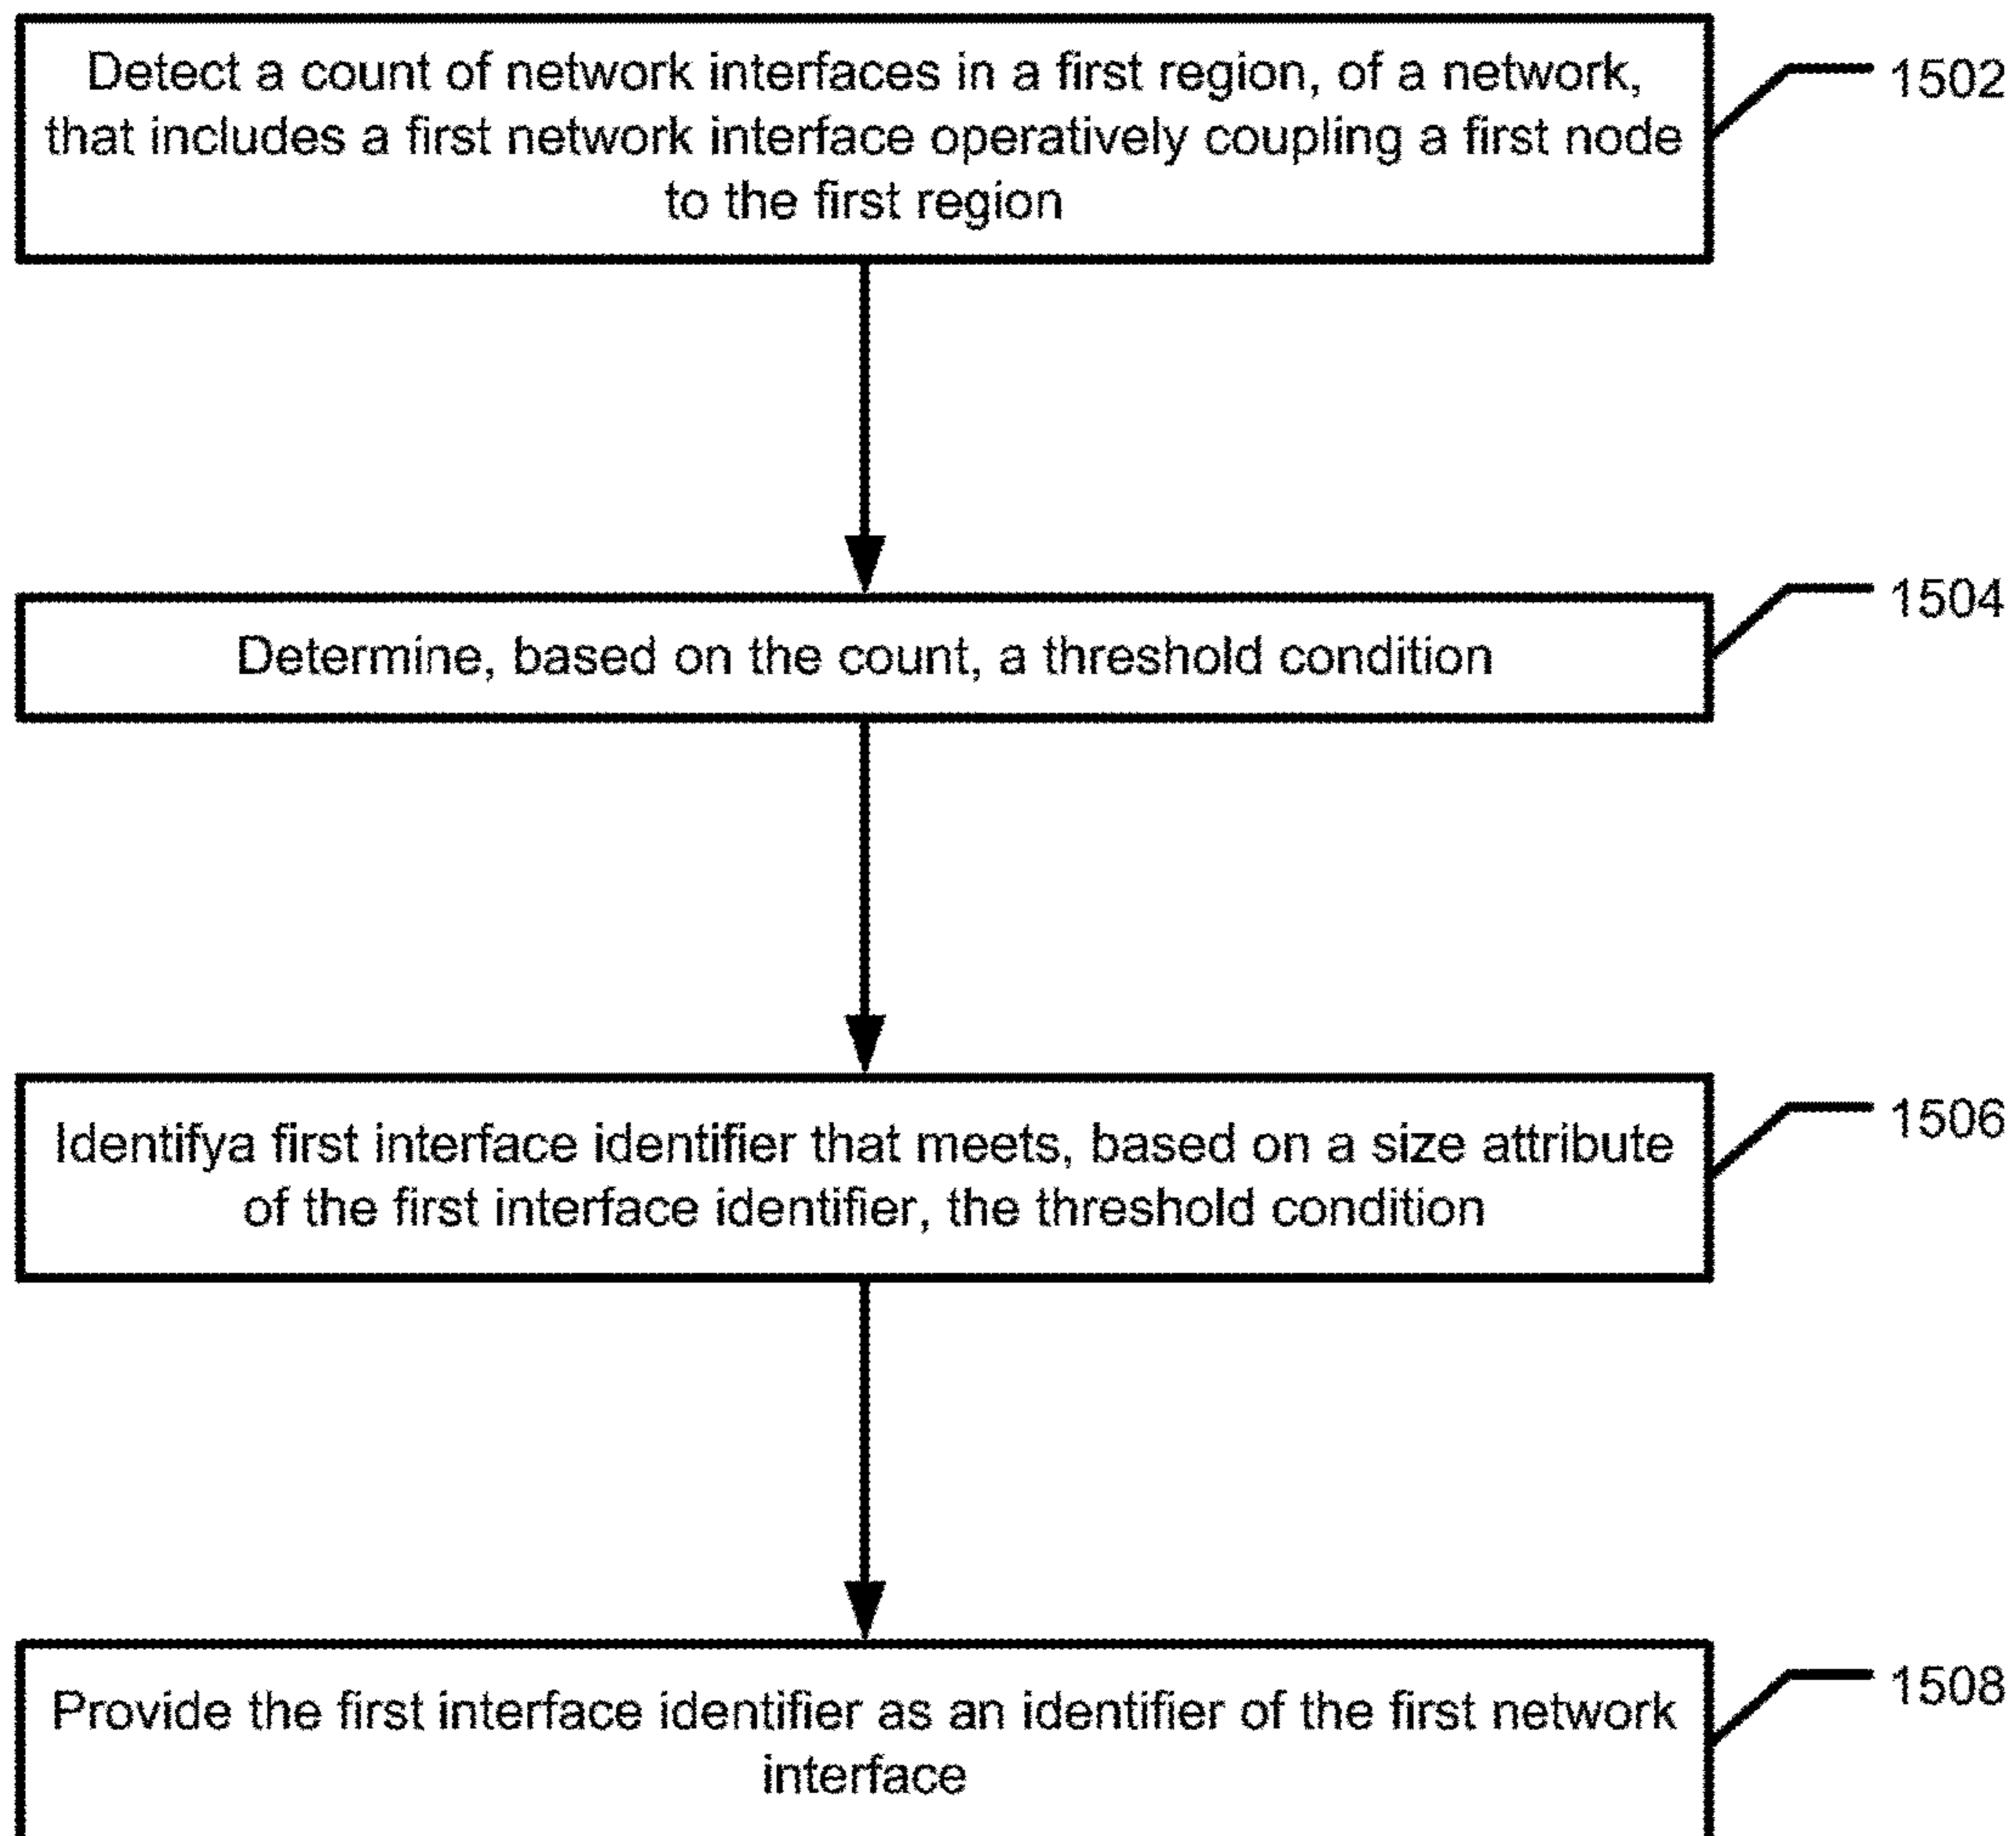 Detect a count of network interfaces in a first region, of a network,
that includes a first network interface operatively coupling a first node
to the first region
1502
Determine, based on the count, a threshold condition
1504
Identifya first interface identifier that meets, based on a size attribute
of the first interface identifier, the threshold condition
1506
Provide the first interface identifier as an identifier of the first network
interface
1508